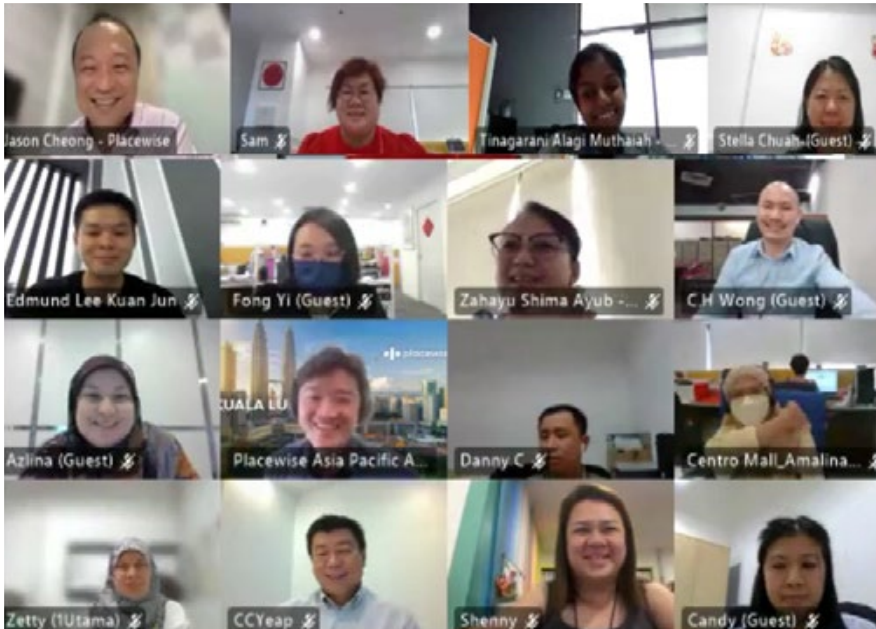 Jason Cheong - Placewise
Sam
Tinagarani Alagi Muthaiah - ...
Stella Chuah (Guest)
Edmund Lee Kuan Jun
Fong Yi (Guest)
Zahayu Shima Ayub -...
C.H Wong (Guest)
placewise
KUALA LU
Azlina (Guest)
Placewise Asia Pacific A...
Danny C
Centro Mall_Amalina...
Zetty (1Utama)
CCYeap
Shenny
Candy (Guest)